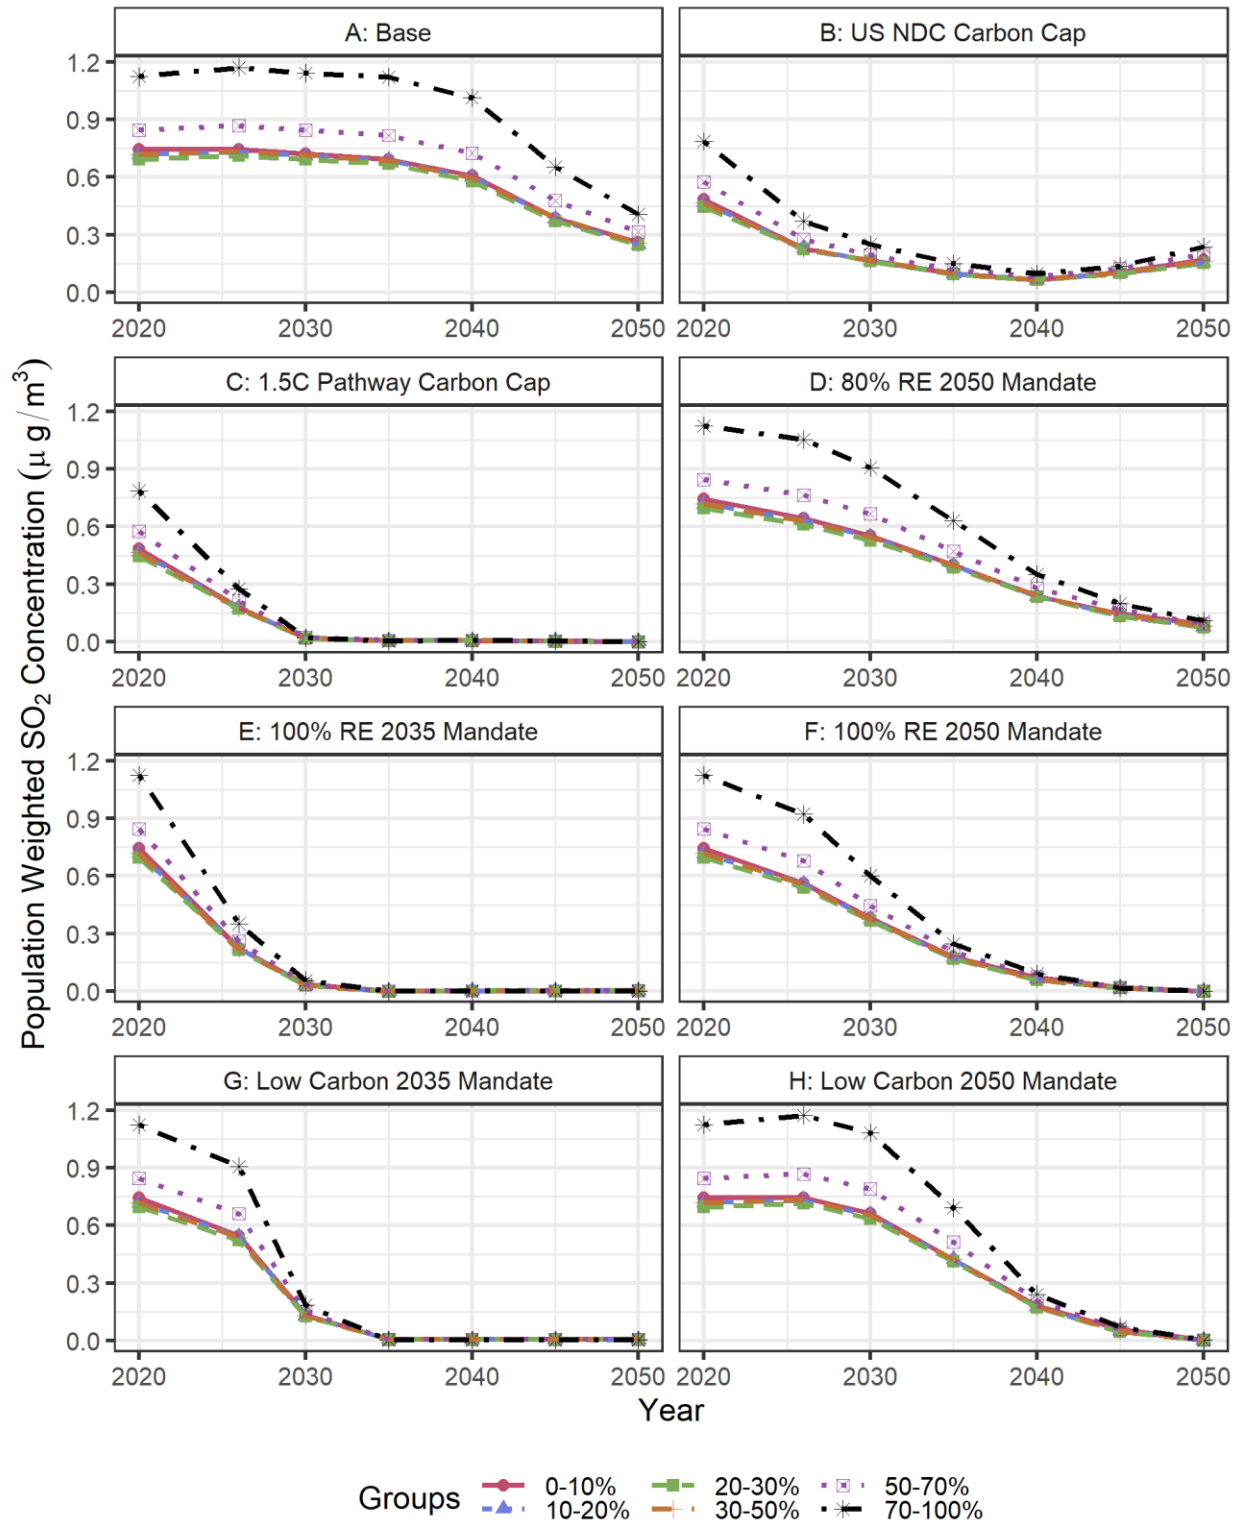 A: Base
B: US NDC Carbon Cap
1.2
0.9
0.6
0.3
0.0
2020 2030 2040 2050
2020 2030 2040 2050
C: 1.5C Pathway Carbon Cap
D: 80% RE 2050 Mandate
1.2
0.9
0.6
0.3
0.0
2020 2030 2040 2050
2020 2030 2040 2050
Population Weighted SO₂ Concentration (μ g/m³)
E: 100% RE 2035 Mandate
F: 100% RE 2050 Mandate
1.2
0.9
0.6
0.3
0.0
2020 2030 2040 2050
2020 2030 2040 2050
G: Low Carbon 2035 Mandate
H: Low Carbon 2050 Mandate
1.2
0.9
0.6
0.3
0.0
2020 2030 2040 2050
2020 2030 2040 2050
Year
Groups
0-10%
20-30%
50-70%
10-20%
30-50%
70-100%